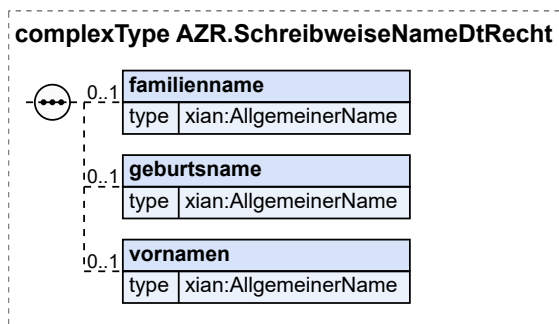 complexType AZR.SchreibweiseNameDtRecht
0..1 familienname
type xian:AllgemeinerName
0..1 geburtsname
type xian:AllgemeinerName
0..1 vornamen
type xian:AllgemeinerName